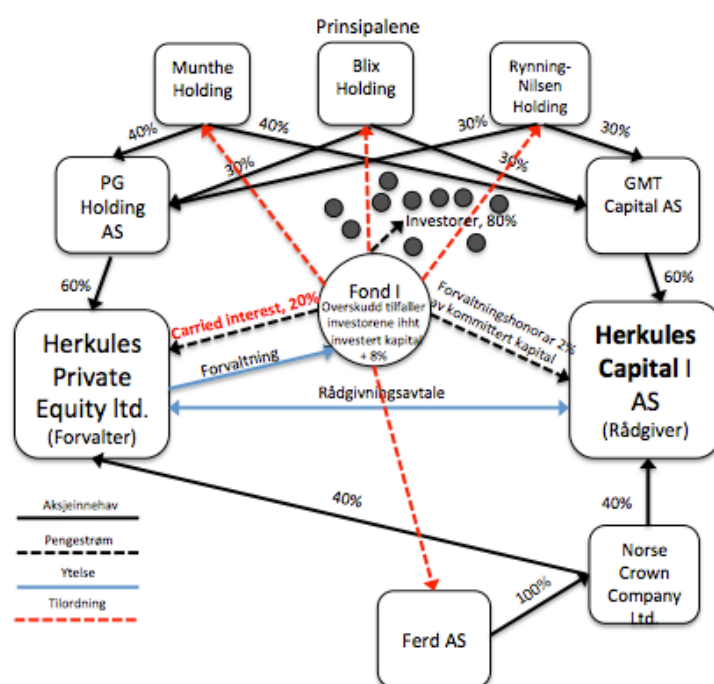 Prinsipalene
Munthe
Holding
Blix
Holding
Rynning-
Nilsen
Holding
40%
40%
30%
30%
30%
30%
PG
Holding
AS
GMT
Capital AS
Investorer, 80%
60%
60%
Fond I
Overskudd tilfaller
investorene ihht
investert kapital
+ 8%
Carried interest, 20%
Forvaltningshonorar 2%
av kommittert kapital
Herkules
Private
Equity ltd.
(Forvalter)
Forvaltning
Rådgivningsavtale
Herkules
Capital I
AS
(Rådgiver)
40%
40%
Aksjeinnehav
Pengestrøm
Ytelse
Tilordning
Norse
Crown
Company
Ltd.
100%
Ferd AS